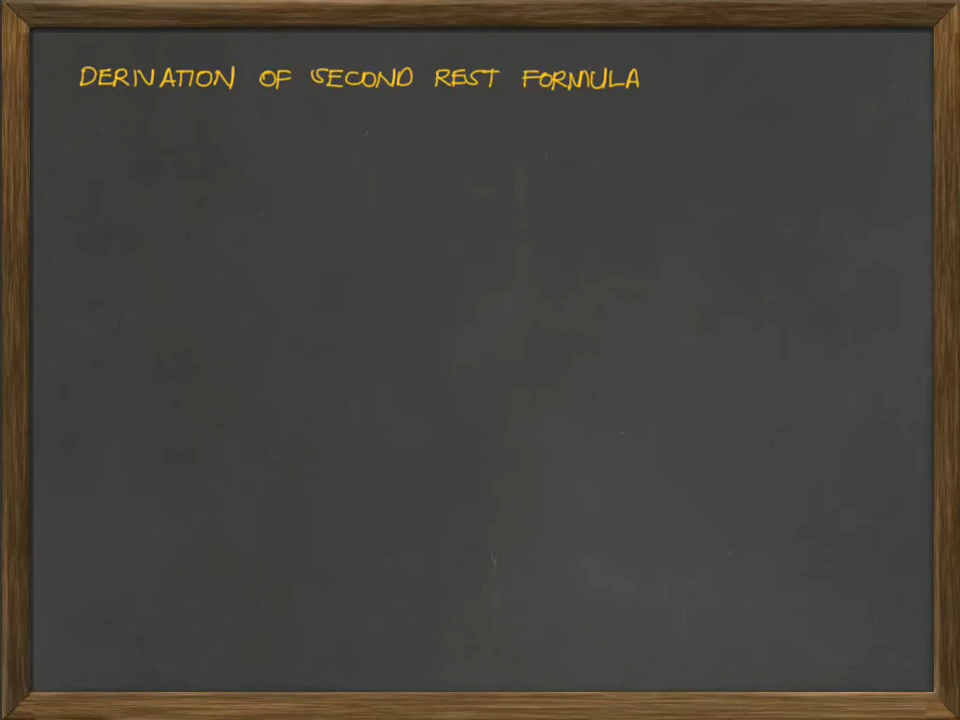 DERIVATION OF SECOND REST FORMULA